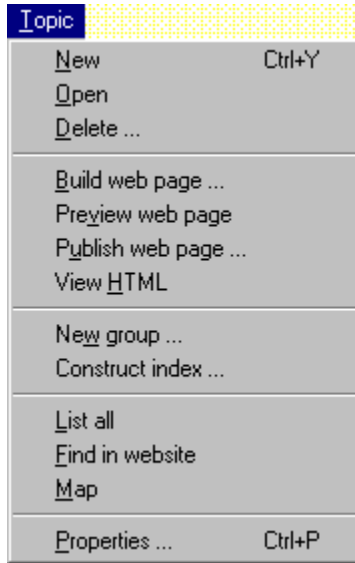 Topic
New Ctrl+Y
Open
Delete ...
Build web page ...
Preview web page
Publish web page ...
View HTML
New group ...
Construct index ...
List all
Find in website
Map
Properties ... Ctrl+P